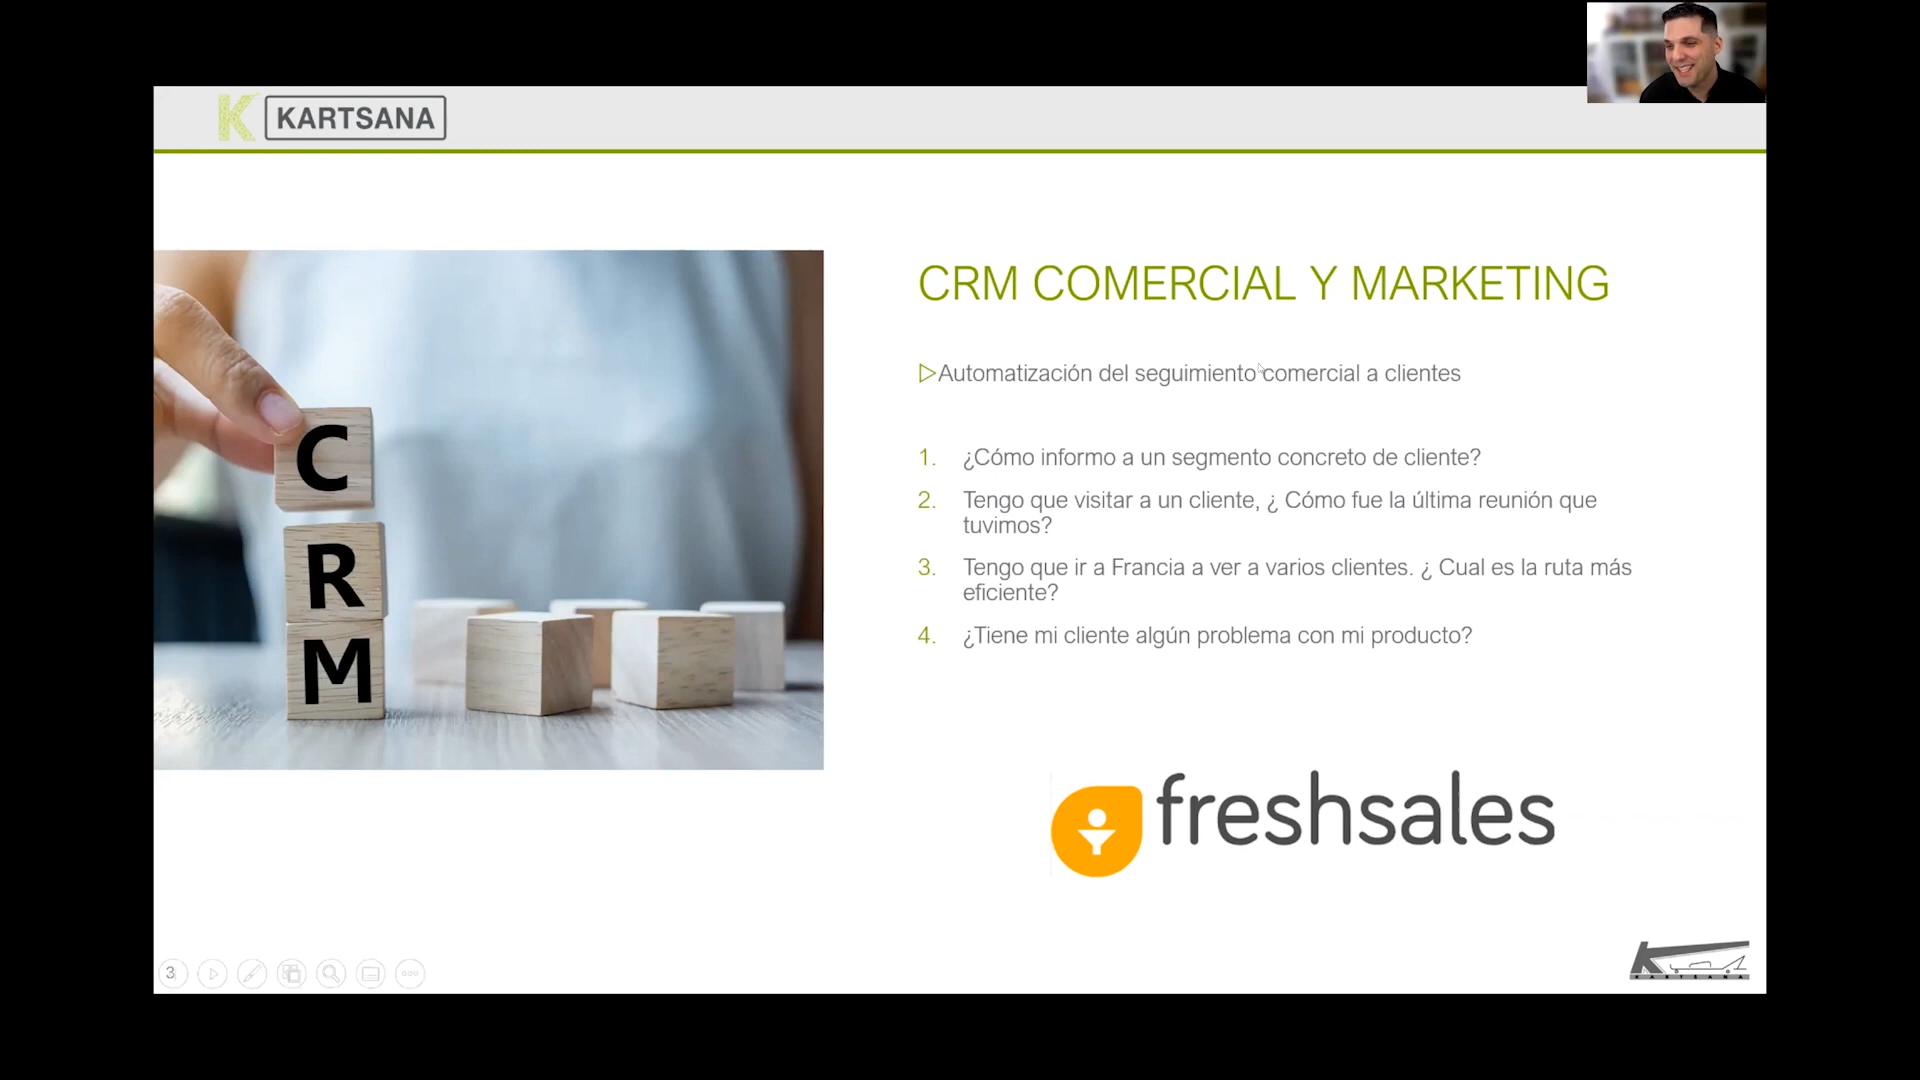 K KARTSANA
CRM COMERCIAL Y MARKETING
Automatización del seguimiento comercial a clientes
1. ¿Cómo informo a un segmento concreto de cliente?
2. Tengo que visitar a un cliente, ¿ Cómo fue la última reunión que
tuvimos?
3. Tengo que ir a Francia a ver a varios clientes. ¿ Cual es la ruta más
eficiente?
4. ¿Tiene mi cliente algún problema con mi producto?
C
R
M
freshsales
K
KARTSANA
3